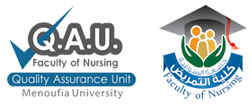 Q.A.U.
Faculty of Nursing
Quality Assurance Unit
Menoufia University
كلية التمريض
Faculty of Nursing